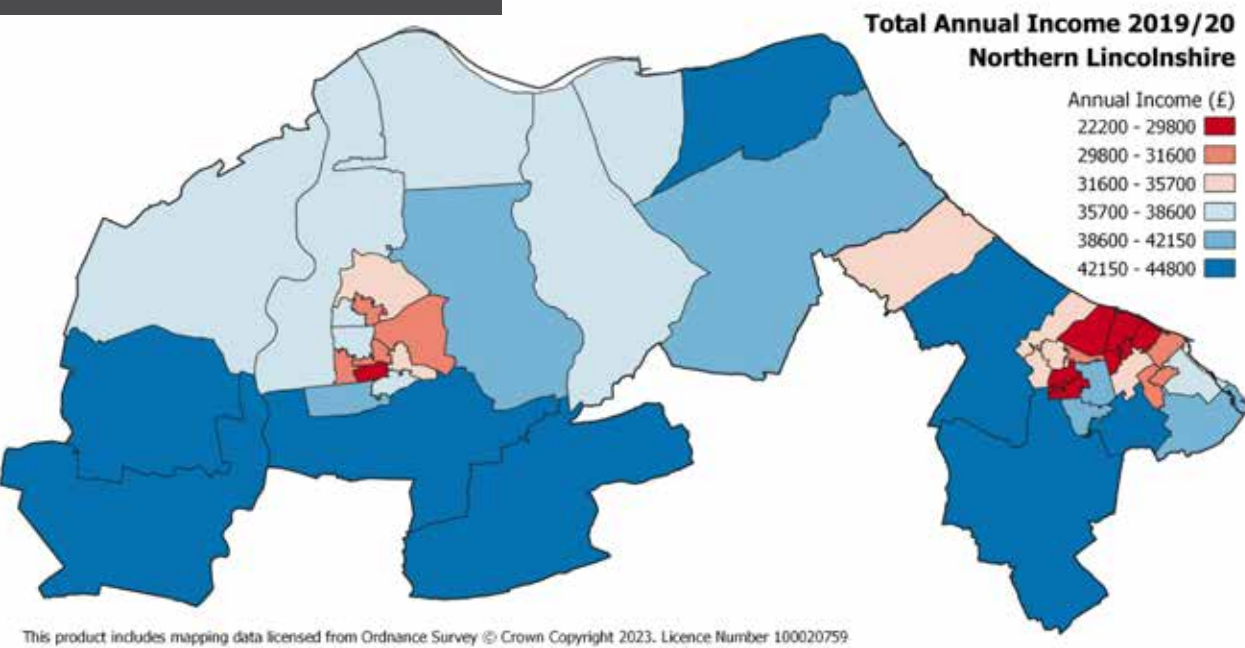 Total Annual Income 2019/20
Northern Lincolnshire
Annual Income (£)
22200 - 29800
29800 - 31600
31600 - 35700
35700 - 38600
38600 - 42150
42150 - 44800
This product includes mapping data licensed from Ordnance Survey © Crown Copyright 2023. Licence Number 100020759